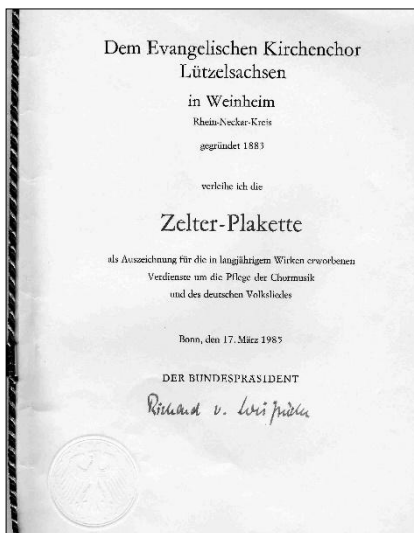 Dem Evangelischen Kirchenchor
Lützelsachsen
in Weinheim
Rhein-Neckar-Kreis
gegründet 1883
verleihe ich die
Zelter-Plakette
als Auszeichnung für die in langjährigem Wirken erworbenen
Verdienste um die Pflege der Chormusik
und des deutschen Volksliedes
Bonn, den 17. März 1985
DER BUNDESPRÄSIDENT
Richard v. Weizsäcker